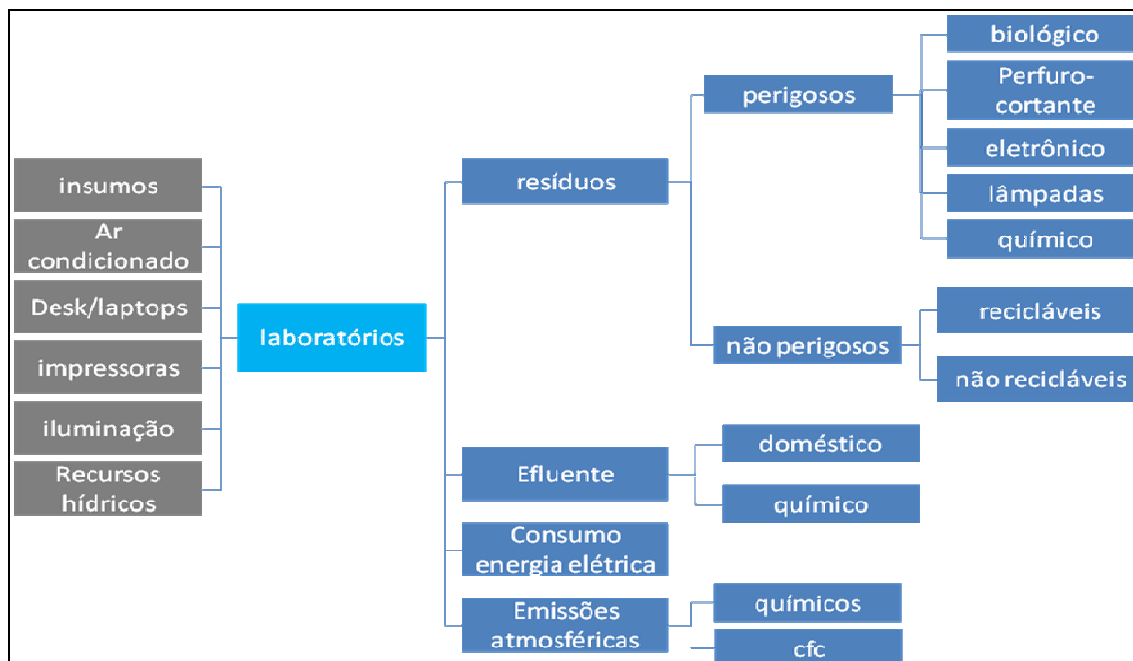 insumos
Ar
condicionado
Desk/laptops
impressoras
iluminação
Recursos
hídricos
laboratórios
resíduos
perigosos
biológico
Perfuro-
cortante
eletrônico
lâmpadas
químico
não perigosos
recicláveis
não recicláveis
Efluente
doméstico
químico
Consumo
energia elétrica
Emissões
atmosféricas
químicos
cfc